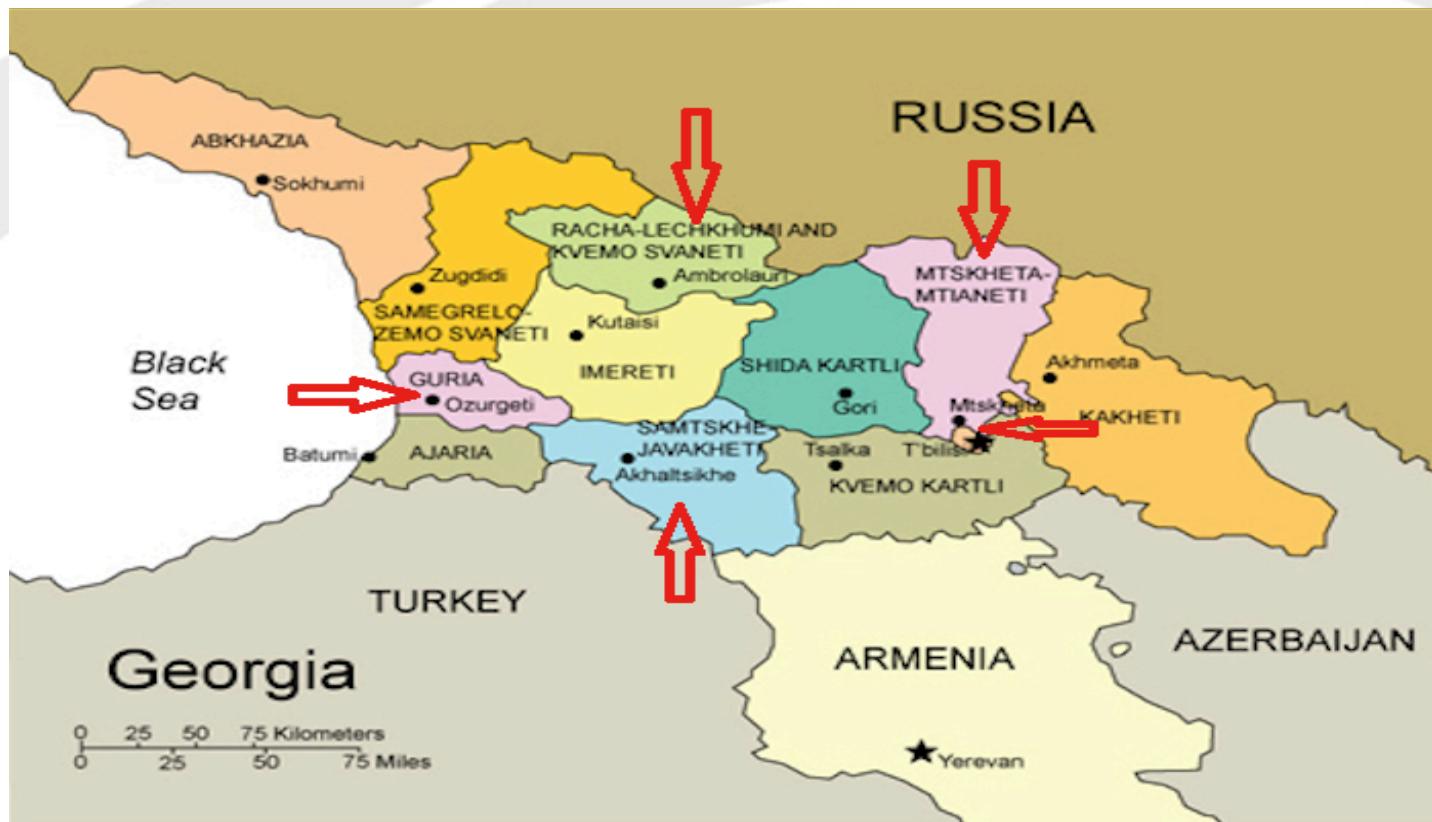 RUSSIA
ABKHAZIA
Sokhumi
RACHA-LECHKHUMI AND
KVEMO SVANETI
Ambrolauri
Zugdidi
SAMEGRELO-
ZEMO SVANETI
MTSKHETA-
MTIANETI
Kutaisi
IMERETI
Black
Sea
SHIDA KARTLI
Gori
Akhmeta
KAKHETI
GURIA
Ozurgeti
Mtskheta
T'bilisi
Batumi
AJARIA
SAMTSKHE-
JAVAKHETI
Akhaltsikhe
Tsalka
KVEMO KARTLI
TURKEY
ARMENIA
AZERBAIJAN
Georgia
0 25 50 75 Kilometers
0 25 50 75 Miles
Yerevan